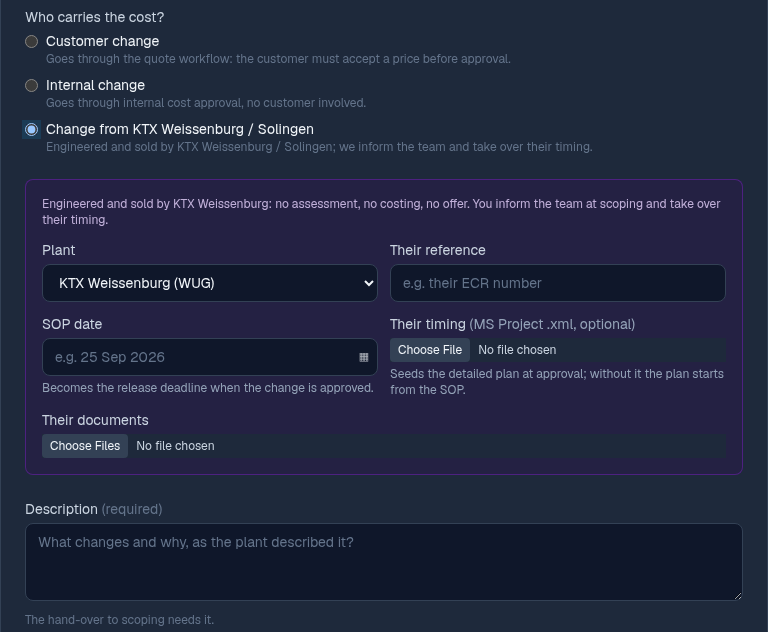 Who carries the cost?
Customer change
Goes through the quote workflow: the customer must accept a price before approval.
Internal change
Goes through internal cost approval, no customer involved.
Change from KTX Weissenburg / Solingen
Engineered and sold by KTX Weissenburg / Solingen; we inform the team and take over their timing.
Engineered and sold by KTX Weissenburg: no assessment, no costing, no offer. You inform the team at scoping and take over
their timing.
Plant
KTX Weissenburg (WUG)
Their reference
e.g. their ECR number
SOP date
e.g. 25 Sep 2026
Becomes the release deadline when the change is approved.
Their timing (MS Project .xml, optional)
Choose File No file chosen
Seeds the detailed plan at approval; without it the plan starts
from the SOP.
Their documents
Choose Files No file chosen
Description (required)
What changes and why, as the plant described it?
The hand-over to scoping needs it.